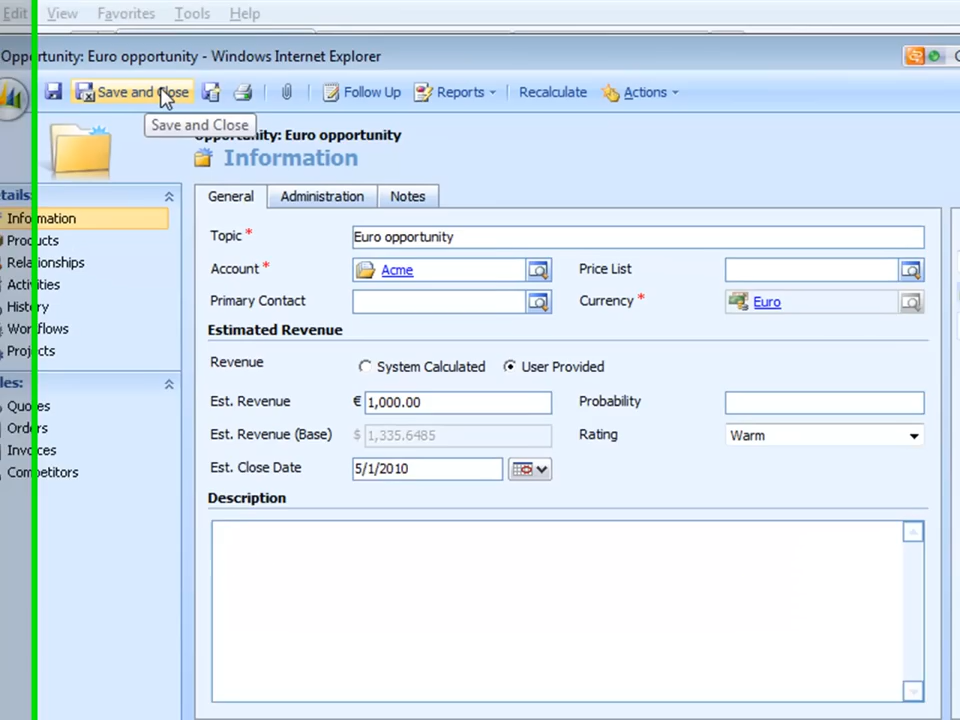 Edit View Favorites Tools Help
Opportunity: Euro opportunity - Windows Internet Explorer
Save and Close Follow Up Reports Recalculate Actions
Save and Close
Opportunity: Euro opportunity
Information
Details:
Information
Products
Relationships
Activities
History
Workflows
Projects
Sales:
Quotes
Orders
Invoices
Competitors
General Administration Notes
Topic * Euro opportunity
Account * Acme Price List
Primary Contact Currency * Euro
Estimated Revenue
Revenue System Calculated User Provided
Est. Revenue € 1,000.00 Probability
Est. Revenue (Base) $ 1,335.6485 Rating Warm
Est. Close Date 5/1/2010
Description